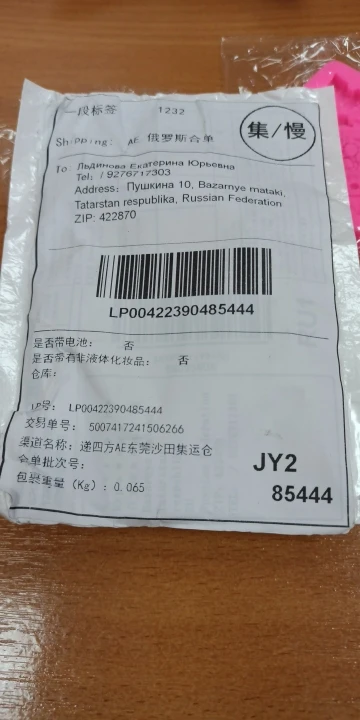 一段标签 1232
Shipping: AE 俄罗斯合单
集/慢
To: Льдинова Екатерина Юрьевна
Tel: /9276717303
Address: Пушкина 10, Bazarnye mataki,
Tatarstan respublika, Russian Federation
ZIP: 422870
LP00422390485444
是否带电池: 否
是否带有非液体化妆品: 否
仓库:
LP号: LP00422390485444
交易单号: 5007417241506266
渠道名称: 递四方AE东莞沙田集运仓
合单批次号:
包裹重量(Kg): 0.065
JY2
85444